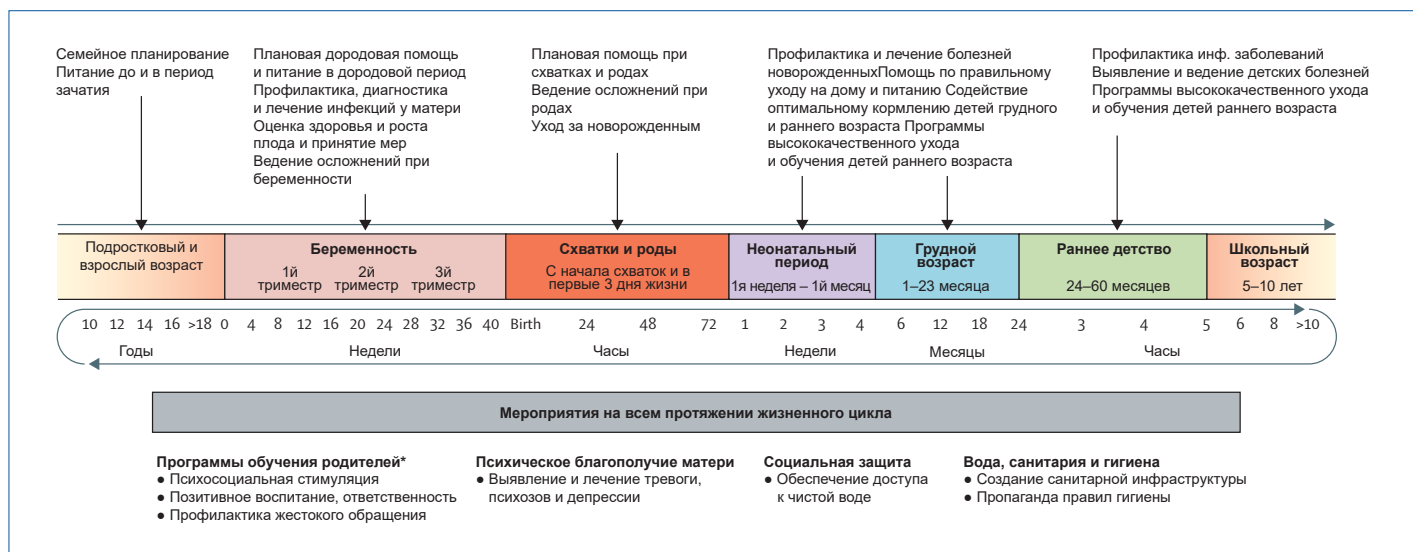 Семейное планирование
Питание до и в период
зачатия
Плановая дородовая помощь
и питание в дородовой период
Профилактика, диагностика
и лечение инфекций у матери
Оценка здоровья и роста
плода и принятие мер
Ведение осложнений при
беременности
Плановая помощь при
схватках и родах
Ведение осложнений при
родах
Уход за новорожденным
Профилактика и лечение болезней
новорожденныхПомощь по правильному
уходу на дому и питанию Содействие
оптимальному кормлению детей грудного
и раннего возраста Программы
высококачественного ухода
и обучения детей раннего возраста
Профилактика инф. заболеваний
Выявление и ведение детских болезней
Программы высококачественного ухода
и обучения детей раннего возраста
Подростковый и
взрослый возраст
Беременность
1й
триместр
2й
триместр
3й
триместр
Схватки и роды
С начала схваток и в
первые 3 дня жизни
Неонатальный
период
1я неделя – 1й месяц
Грудной
возраст
1–23 месяца
Раннее детство
24–60 месяцев
Школьный
возраст
5–10 лет
10 12 14 16 >18 0 4 8 12 16 20 24 28 32 36 40 Birth 24 48 72 1 2 3 4 6 12 18 24 3 4 5 6 8 >10
Годы Недели Часы Недели Месяцы Часы
Мероприятия на всем протяжении жизненного цикла
Программы обучения родителей*
● Психосоциальная стимуляция
● Позитивное воспитание, ответственность
● Профилактика жестокого обращения
Психическое благополучие матери
● Выявление и лечение тревоги,
психозов и депрессии
Социальная защита
● Обеспечение доступа
к чистой воде
Вода, санитария и гигиена
● Создание санитарной инфраструктуры
● Пропаганда правил гигиены